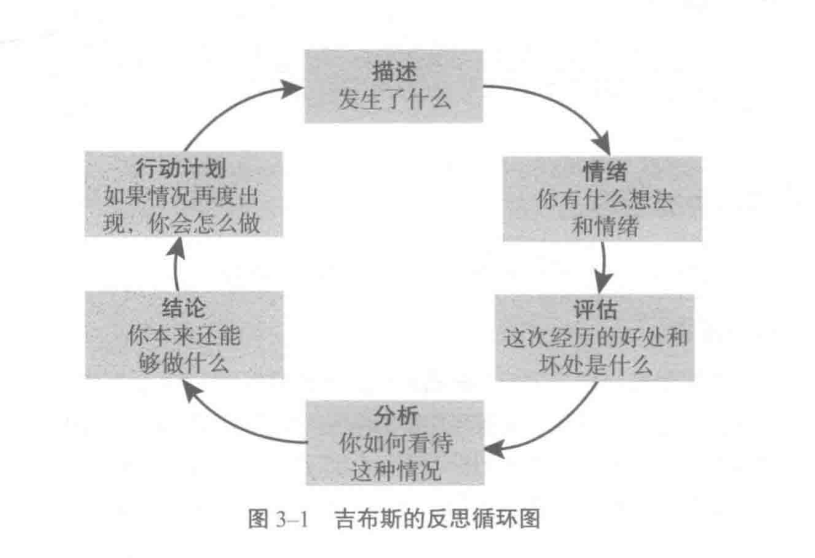 描述
发生了什么
情绪
你有什么想法
和情绪
评估
这次经历的好处和
坏处是什么
分析
你如何看待
这种情况
结论
你本来还能
够做什么
行动计划
如果情况再度出
现，你会怎么做
图 3–1 吉布斯的反思循环图